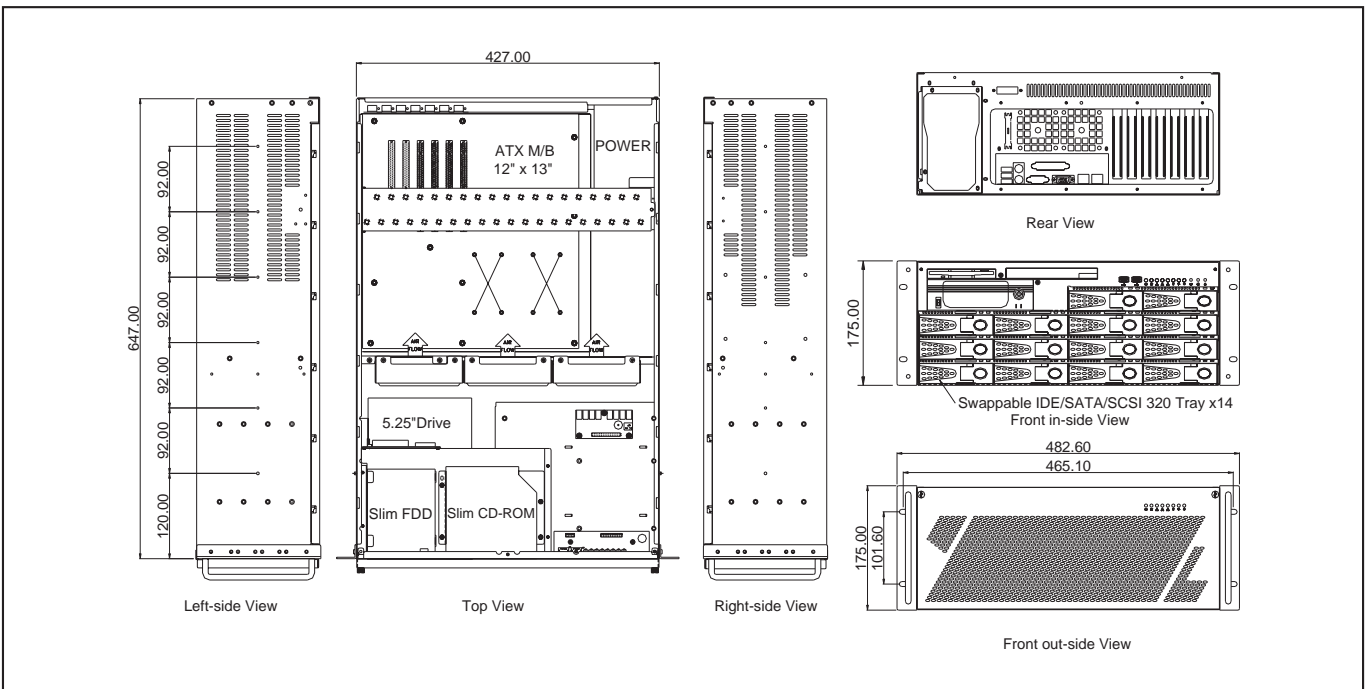 427.00
647.00
92.00
92.00
92.00
92.00
92.00
120.00
ATX M/B
12" x 13"
POWER
AIR
FLOW
AIR
FLOW
AIR
FLOW
5.25"Drive
Slim FDD
Slim CD-ROM
Left-side View
Top View
Right-side View
Rear View
175.00
Swappable IDE/SATA/SCSI 320 Tray x14
Front in-side View
482.60
465.10
175.00
101.60
Front out-side View